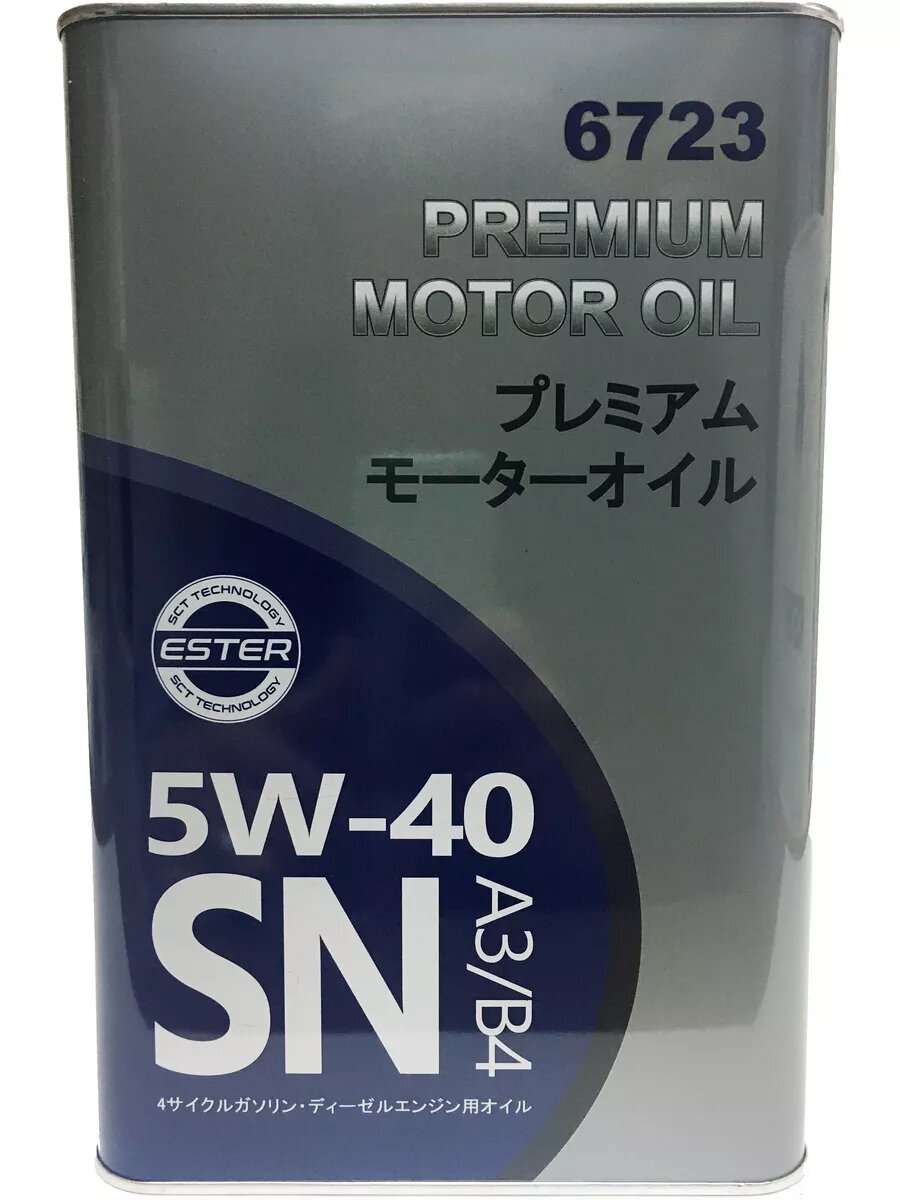 6723
PREMIUM
MOTOR OIL
プレミアム
モーターオイル
SCT TECHNOLOGY
ESTER
SCT TECHNOLOGY
5W-40
SN
A3/B4
4サイクルガソリン・ディーゼルエンジン用オイル